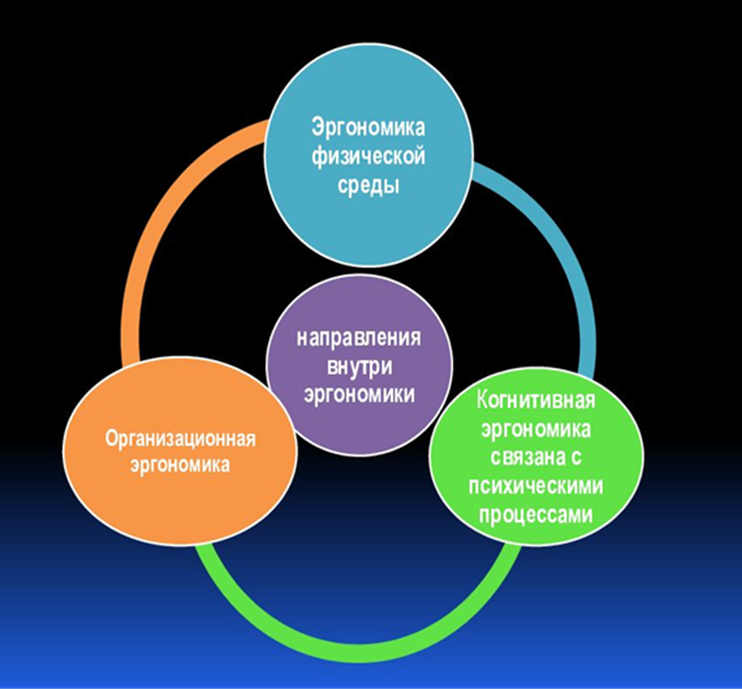 Эргономика
физической
среды
направления
внутри
эргономики
Организационная
эргономика
Когнитивная
эргономика
связана с
психическими
процессами